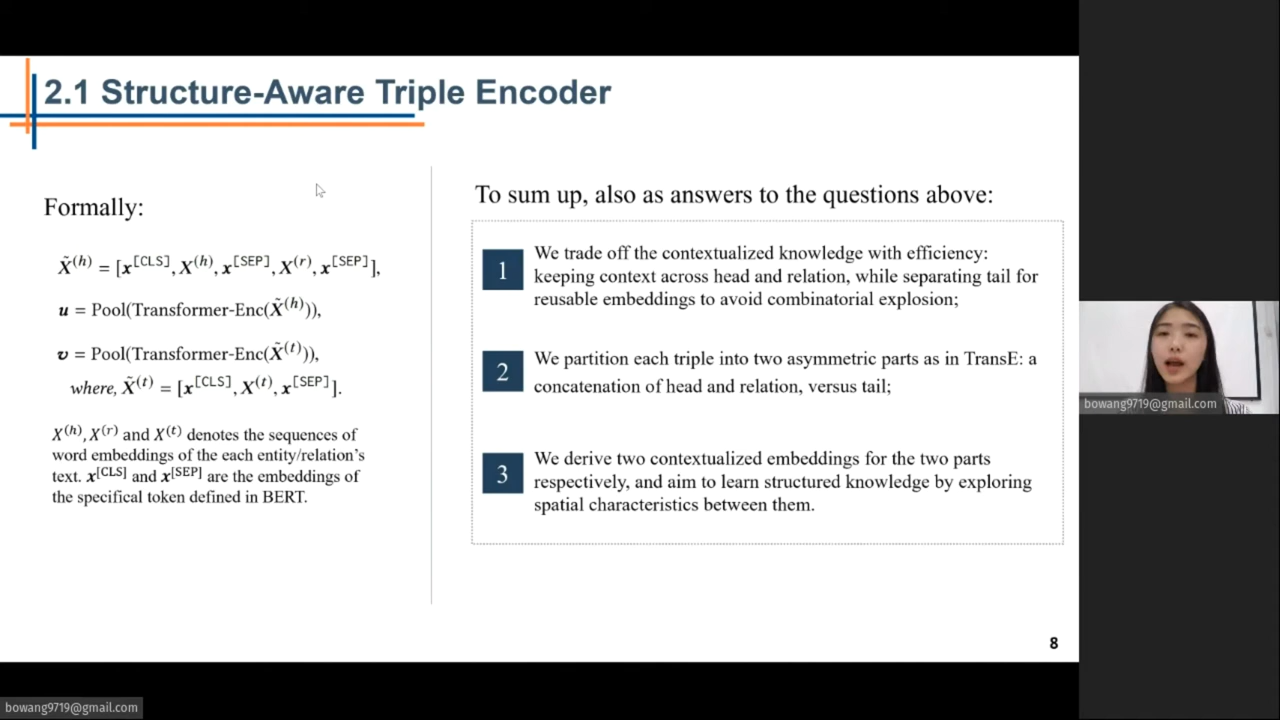 2.1 Structure-Aware Triple Encoder
Formally:
X̃^(h) = [x^[CLS], X^(h), x^[SEP], X^(r), x^[SEP]],
u = Pool(Transformer-Enc(X̃^(h))),
v = Pool(Transformer-Enc(X̃^(t))),
where, X̃^(t) = [x^[CLS], X^(t), x^[SEP]].
X^(h), X^(r) and X^(t) denotes the sequences of
word embeddings of the each entity/relation's
text. x^[CLS] and x^[SEP] are the embeddings of
the specifical token defined in BERT.
To sum up, also as answers to the questions above:
1
We trade off the contextualized knowledge with efficiency:
keeping context across head and relation, while separating tail for
reusable embeddings to avoid combinatorial explosion;
2
We partition each triple into two asymmetric parts as in TransE: a
concatenation of head and relation, versus tail;
3
We derive two contextualized embeddings for the two parts
respectively, and aim to learn structured knowledge by exploring
spatial characteristics between them.
8
bowang9719@gmail.com
bowang9719@gmail.com